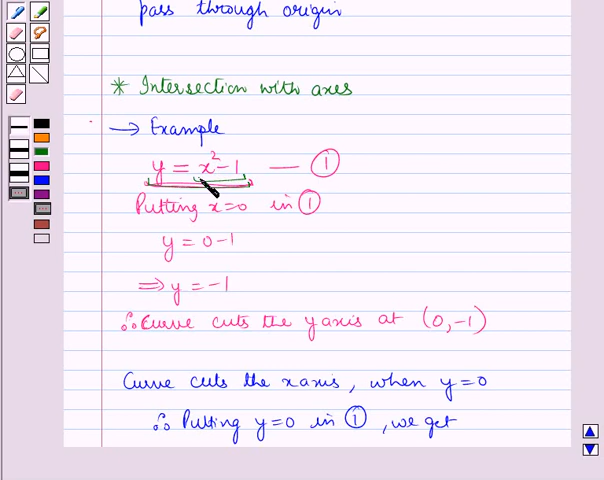 pass through origin
* Intersection with axes
→ Example
y = x² - 1 — ①
Putting x=0 in ①
y = 0-1
⇒ y = -1
∴ Curve cuts the y axis at (0,-1)
Curve cuts the x axis, when y=0
∴ Putting y=0 in ①, we get